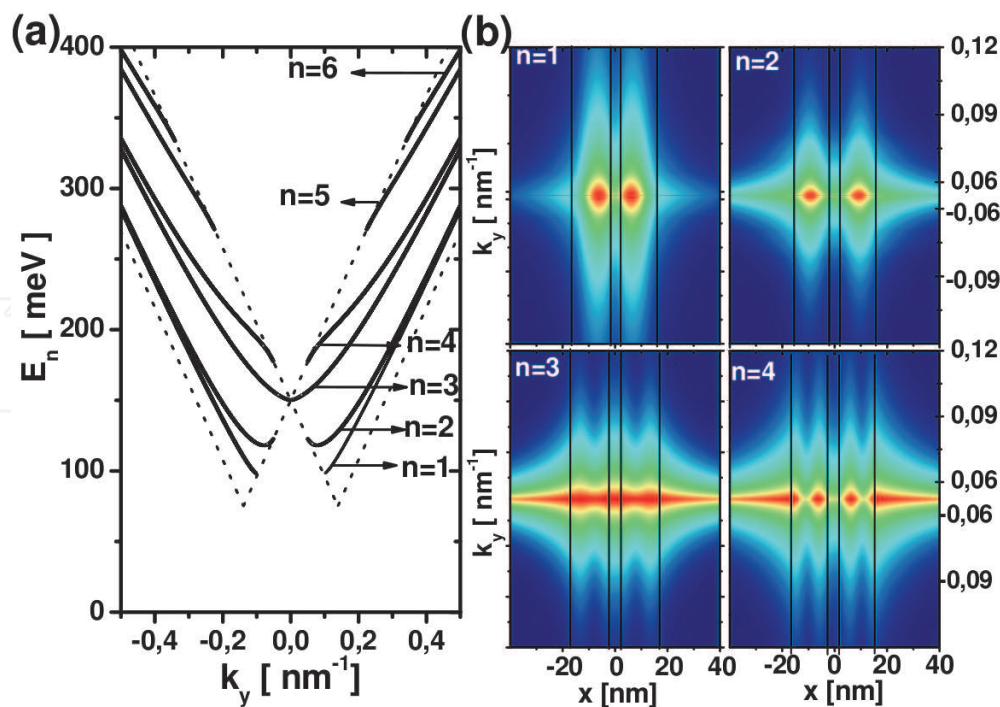 (a)
400
300
200
100
0
E_n [ meV]
-0,4 -0,2 0,0 0,2 0,4
k_y [ nm^-1]
n=6
n=5
n=4
n=3
n=2
n=1
(b)
n=1
n=2
n=3
n=4
k_y [ nm^-1]
k_y [ nm^-1]
0,12
0,09
0,06
-0,06
-0,09
0,12
0,09
0,06
-0,06
-0,09
-20 0 20
-20 0 20 40
x [nm]
x [nm]